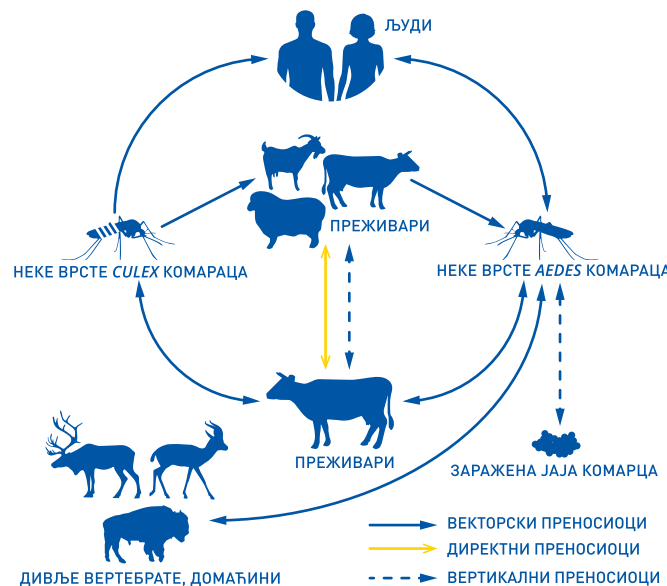 ЉУДИ
ПРЕЖИВАРИ
НЕКЕ ВРСТЕ CULEX КОМАРАЦА
НЕКЕ ВРСТЕ AEDES КОМАРАЦА
ПРЕЖИВАРИ
ЗАРАЖЕНА ЈАЈА КОМАРЦА
ДИВЉЕ ВЕРТЕБРАТЕ, ДОМАЋИНИ
ВЕКТОРСКИ ПРЕНОСИОЦИ
ДИРЕКТНИ ПРЕНОСИОЦИ
ВЕРТИКАЛНИ ПРЕНОСИОЦИ